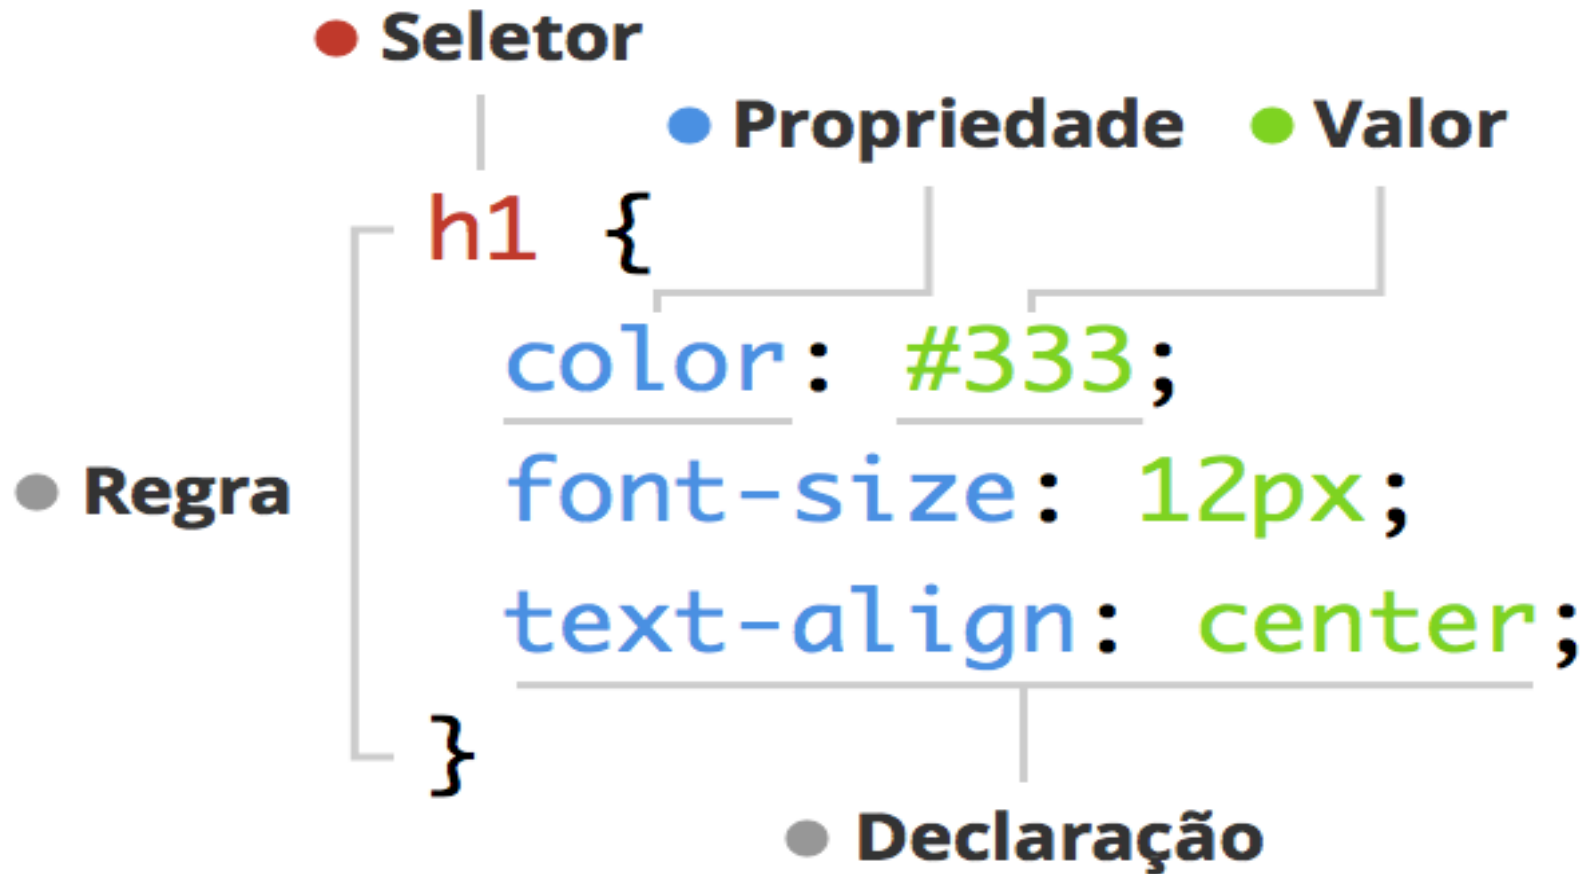 Seletor
Propriedade Valor
h1 {
color: #333;
Regra
font-size: 12px;
text-align: center;
}
Declaração